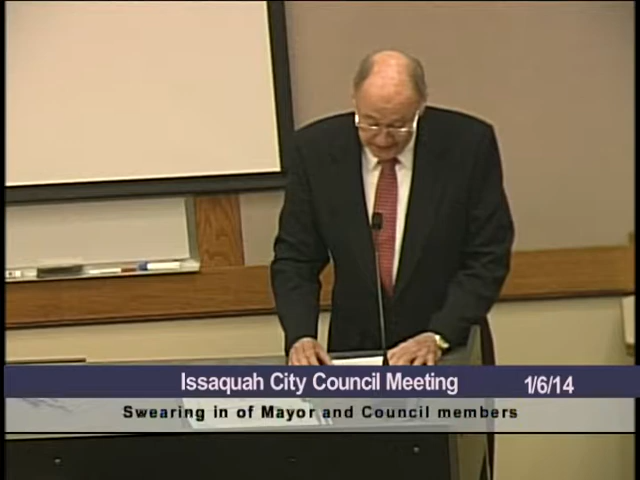 Issaquah City Council Meeting 1/6/14
Swearing in of Mayor and Council members